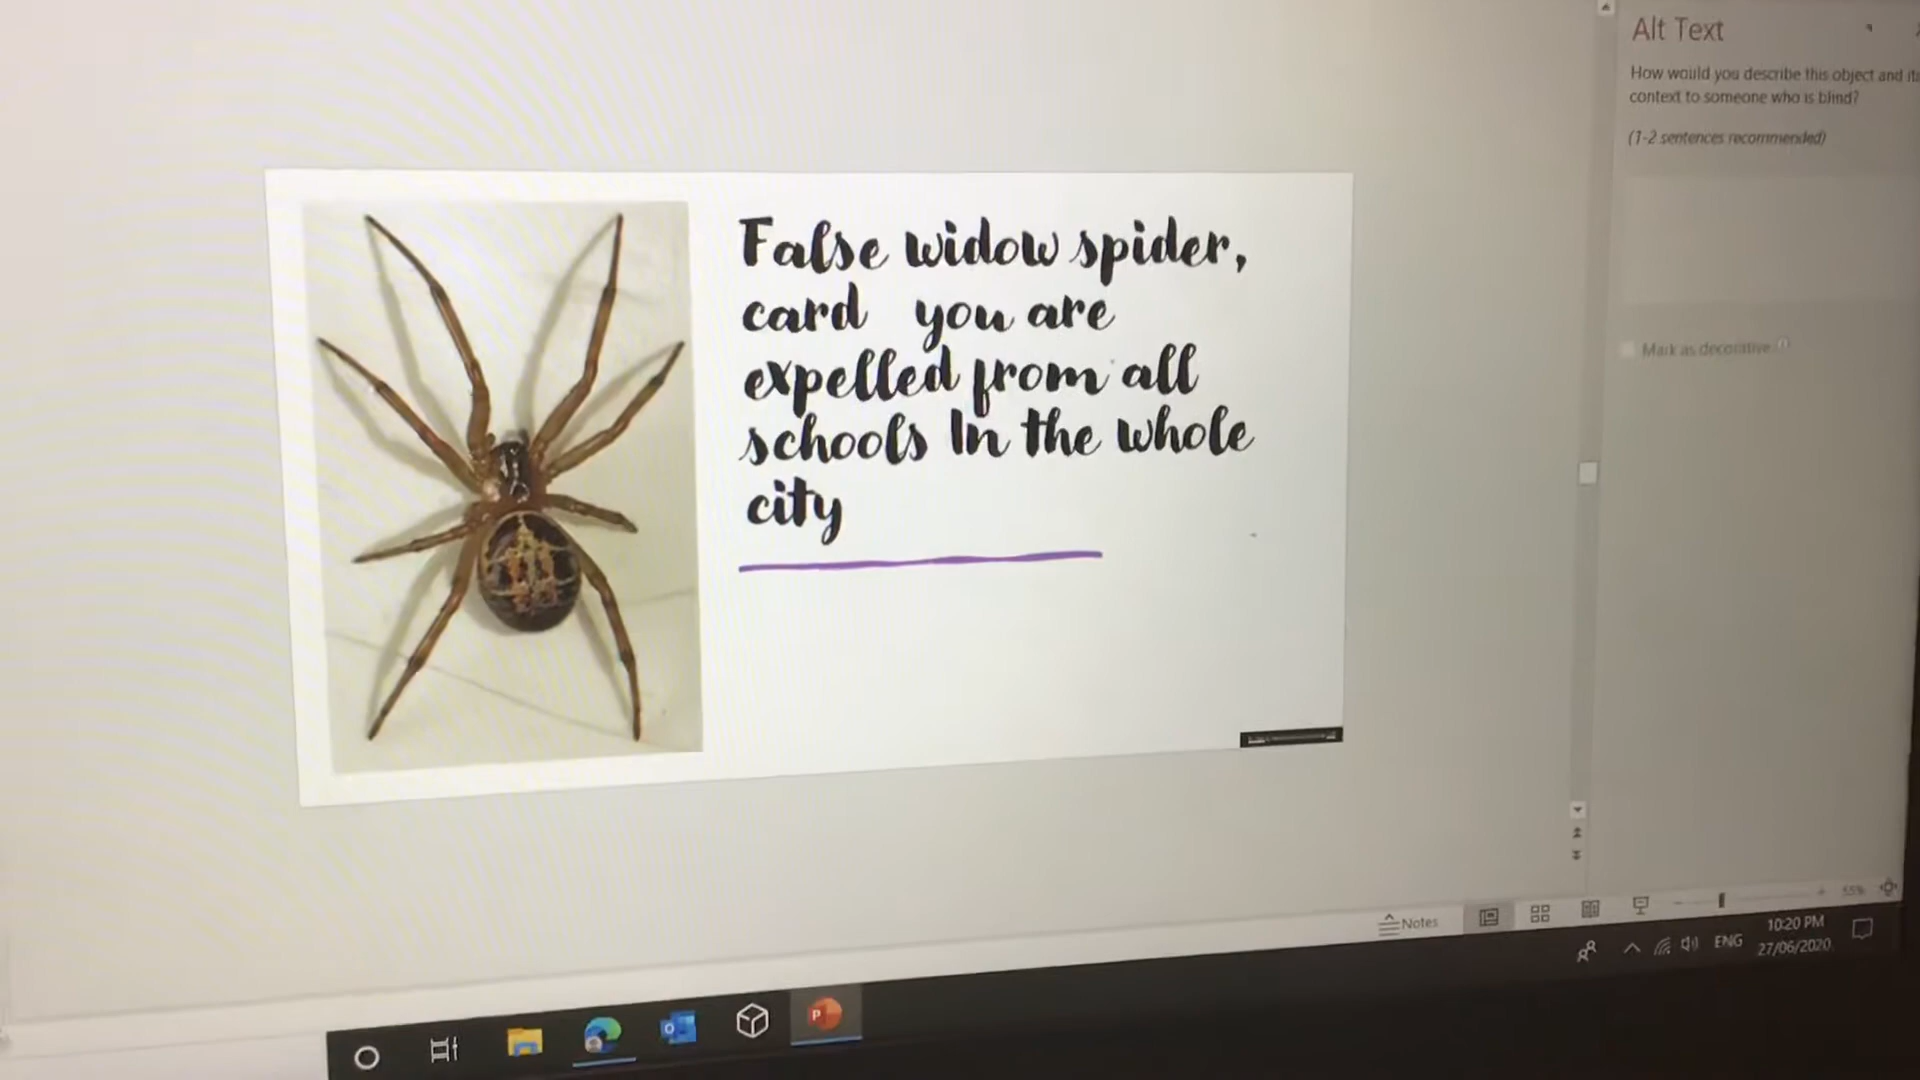 Alt Text
How would you describe this object and its
context to someone who is blind?
(1-2 sentences recommended)
False widow spider,
card you are
expelled from all
schools In the whole
city
Mark as decorative
Notes
55%
ENG
10:20 PM
27/06/2020